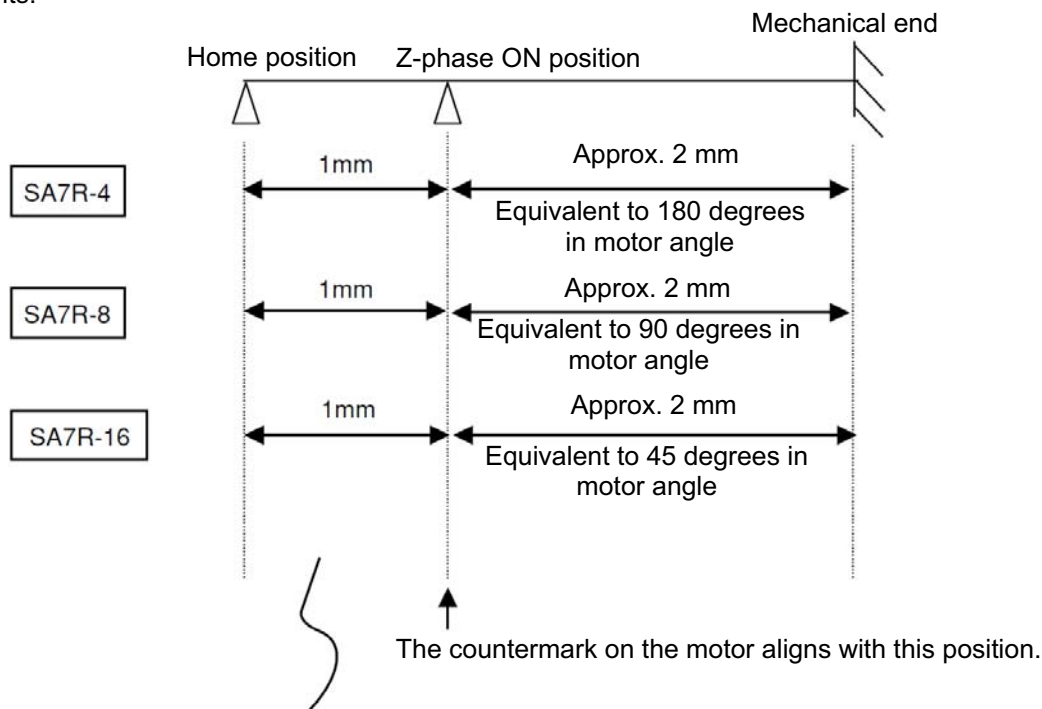 Mechanical end
Home position
Z-phase ON position
SA7R-4
1mm
Approx. 2 mm
Equivalent to 180 degrees
in motor angle
SA7R-8
1mm
Approx. 2 mm
Equivalent to 90 degrees in
motor angle
SA7R-16
1mm
Approx. 2 mm
Equivalent to 45 degrees in
motor angle
The countermark on the motor aligns with this position.